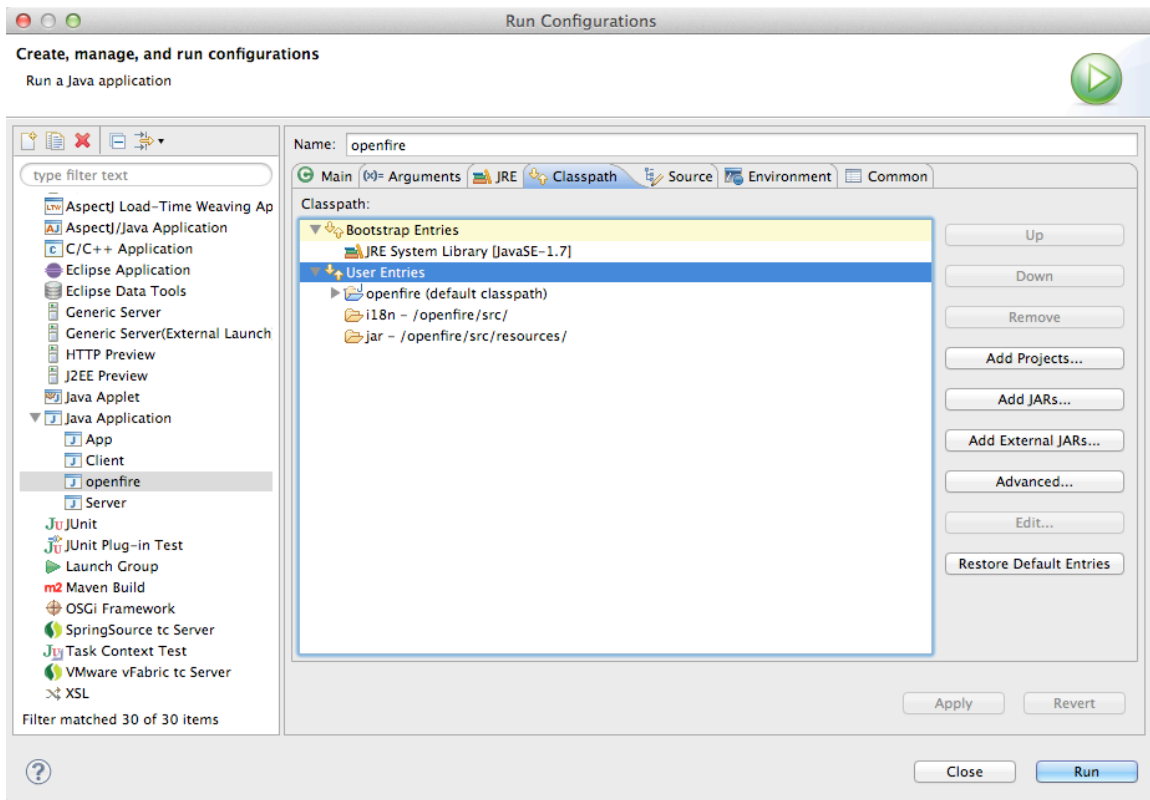 Run Configurations
Create, manage, and run configurations
Run a Java application
type filter text
LTW AspectJ Load-Time Weaving Ap
AJ AspectJ/Java Application
c C/C++ Application
Eclipse Application
Eclipse Data Tools
Generic Server
Generic Server(External Launch
HTTP Preview
J2EE Preview
Java Applet
J Java Application
J App
J Client
J openfire
J Server
Ju JUnit
Ju JUnit Plug-in Test
Launch Group
m2 Maven Build
OSGi Framework
SpringSource tc Server
Ju Task Context Test
VMware vFabric tc Server
XSL
Filter matched 30 of 30 items
Name: openfire
Main (x)= Arguments JRE Classpath Source Environment Common
Classpath:
Bootstrap Entries
JRE System Library [JavaSE-1.7]
User Entries
openfire (default classpath)
i18n - /openfire/src/
jar - /openfire/src/resources/
Up
Down
Remove
Add Projects...
Add JARs...
Add External JARs...
Advanced...
Edit...
Restore Default Entries
Apply Revert
? Close Run